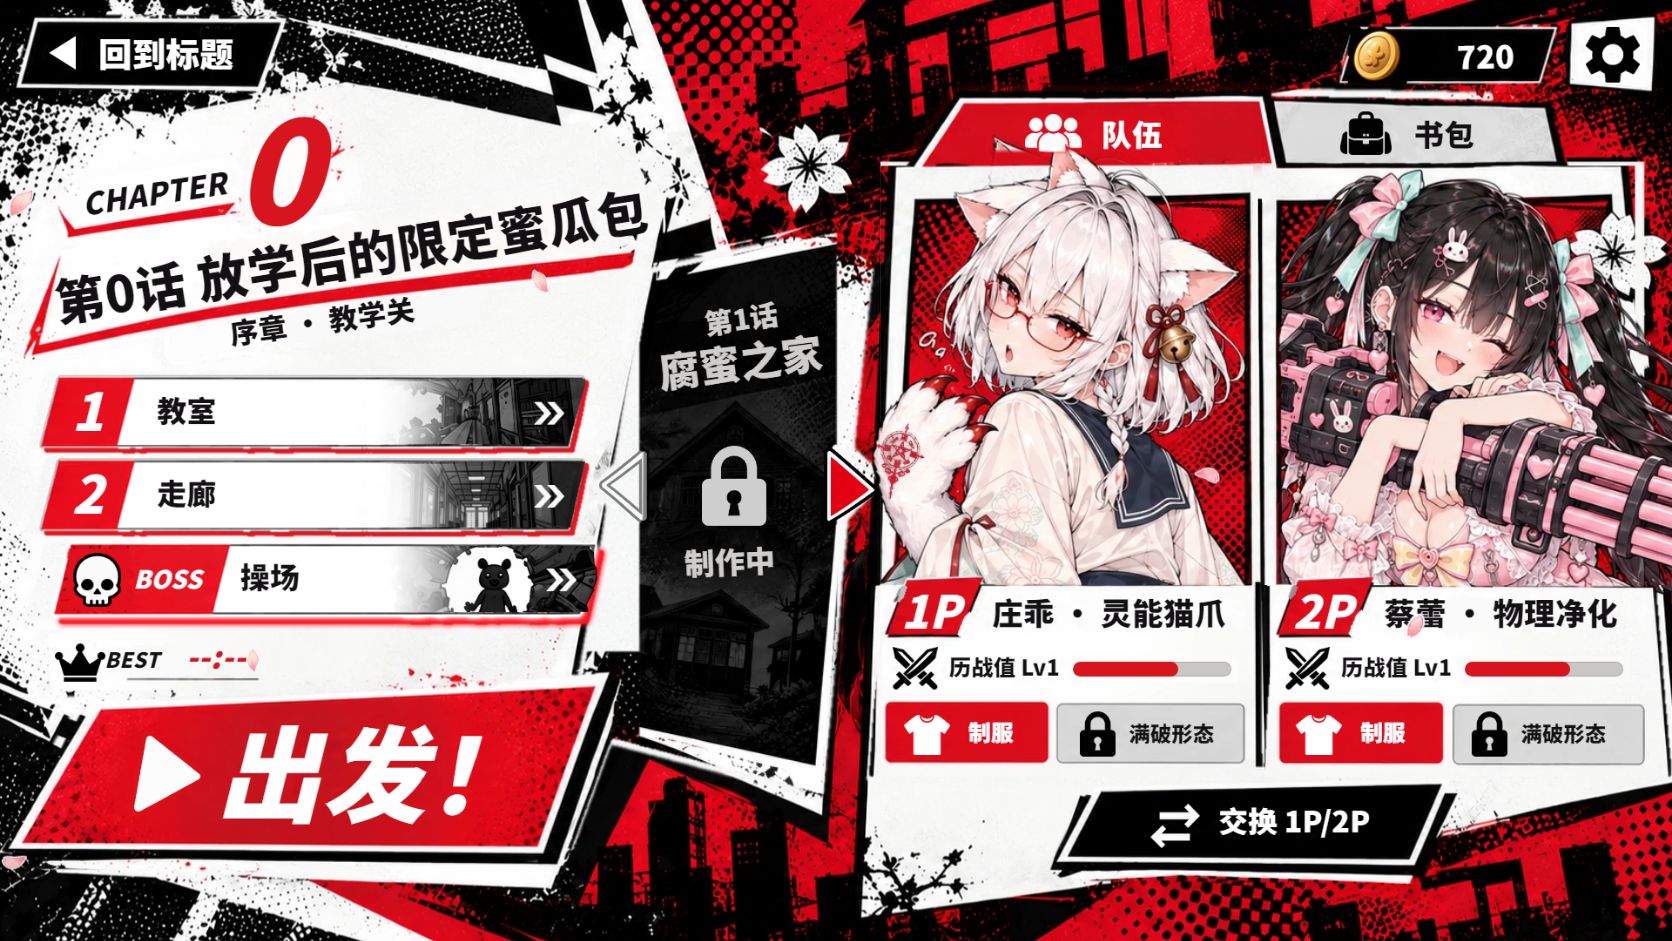 回到标题
720
CHAPTER 0
第0话 放学后的限定蜜瓜包
序章 · 教学关
1 教室
2 走廊
BOSS 操场
BEST --:--
出发!
第1话
腐蜜之家
制作中
队伍
书包
1P 庄乖 · 灵能猫爪
历战值 Lv1
制服
满破形态
2P 蔡蕾 · 物理净化
历战值 Lv1
制服
满破形态
交换 1P/2P